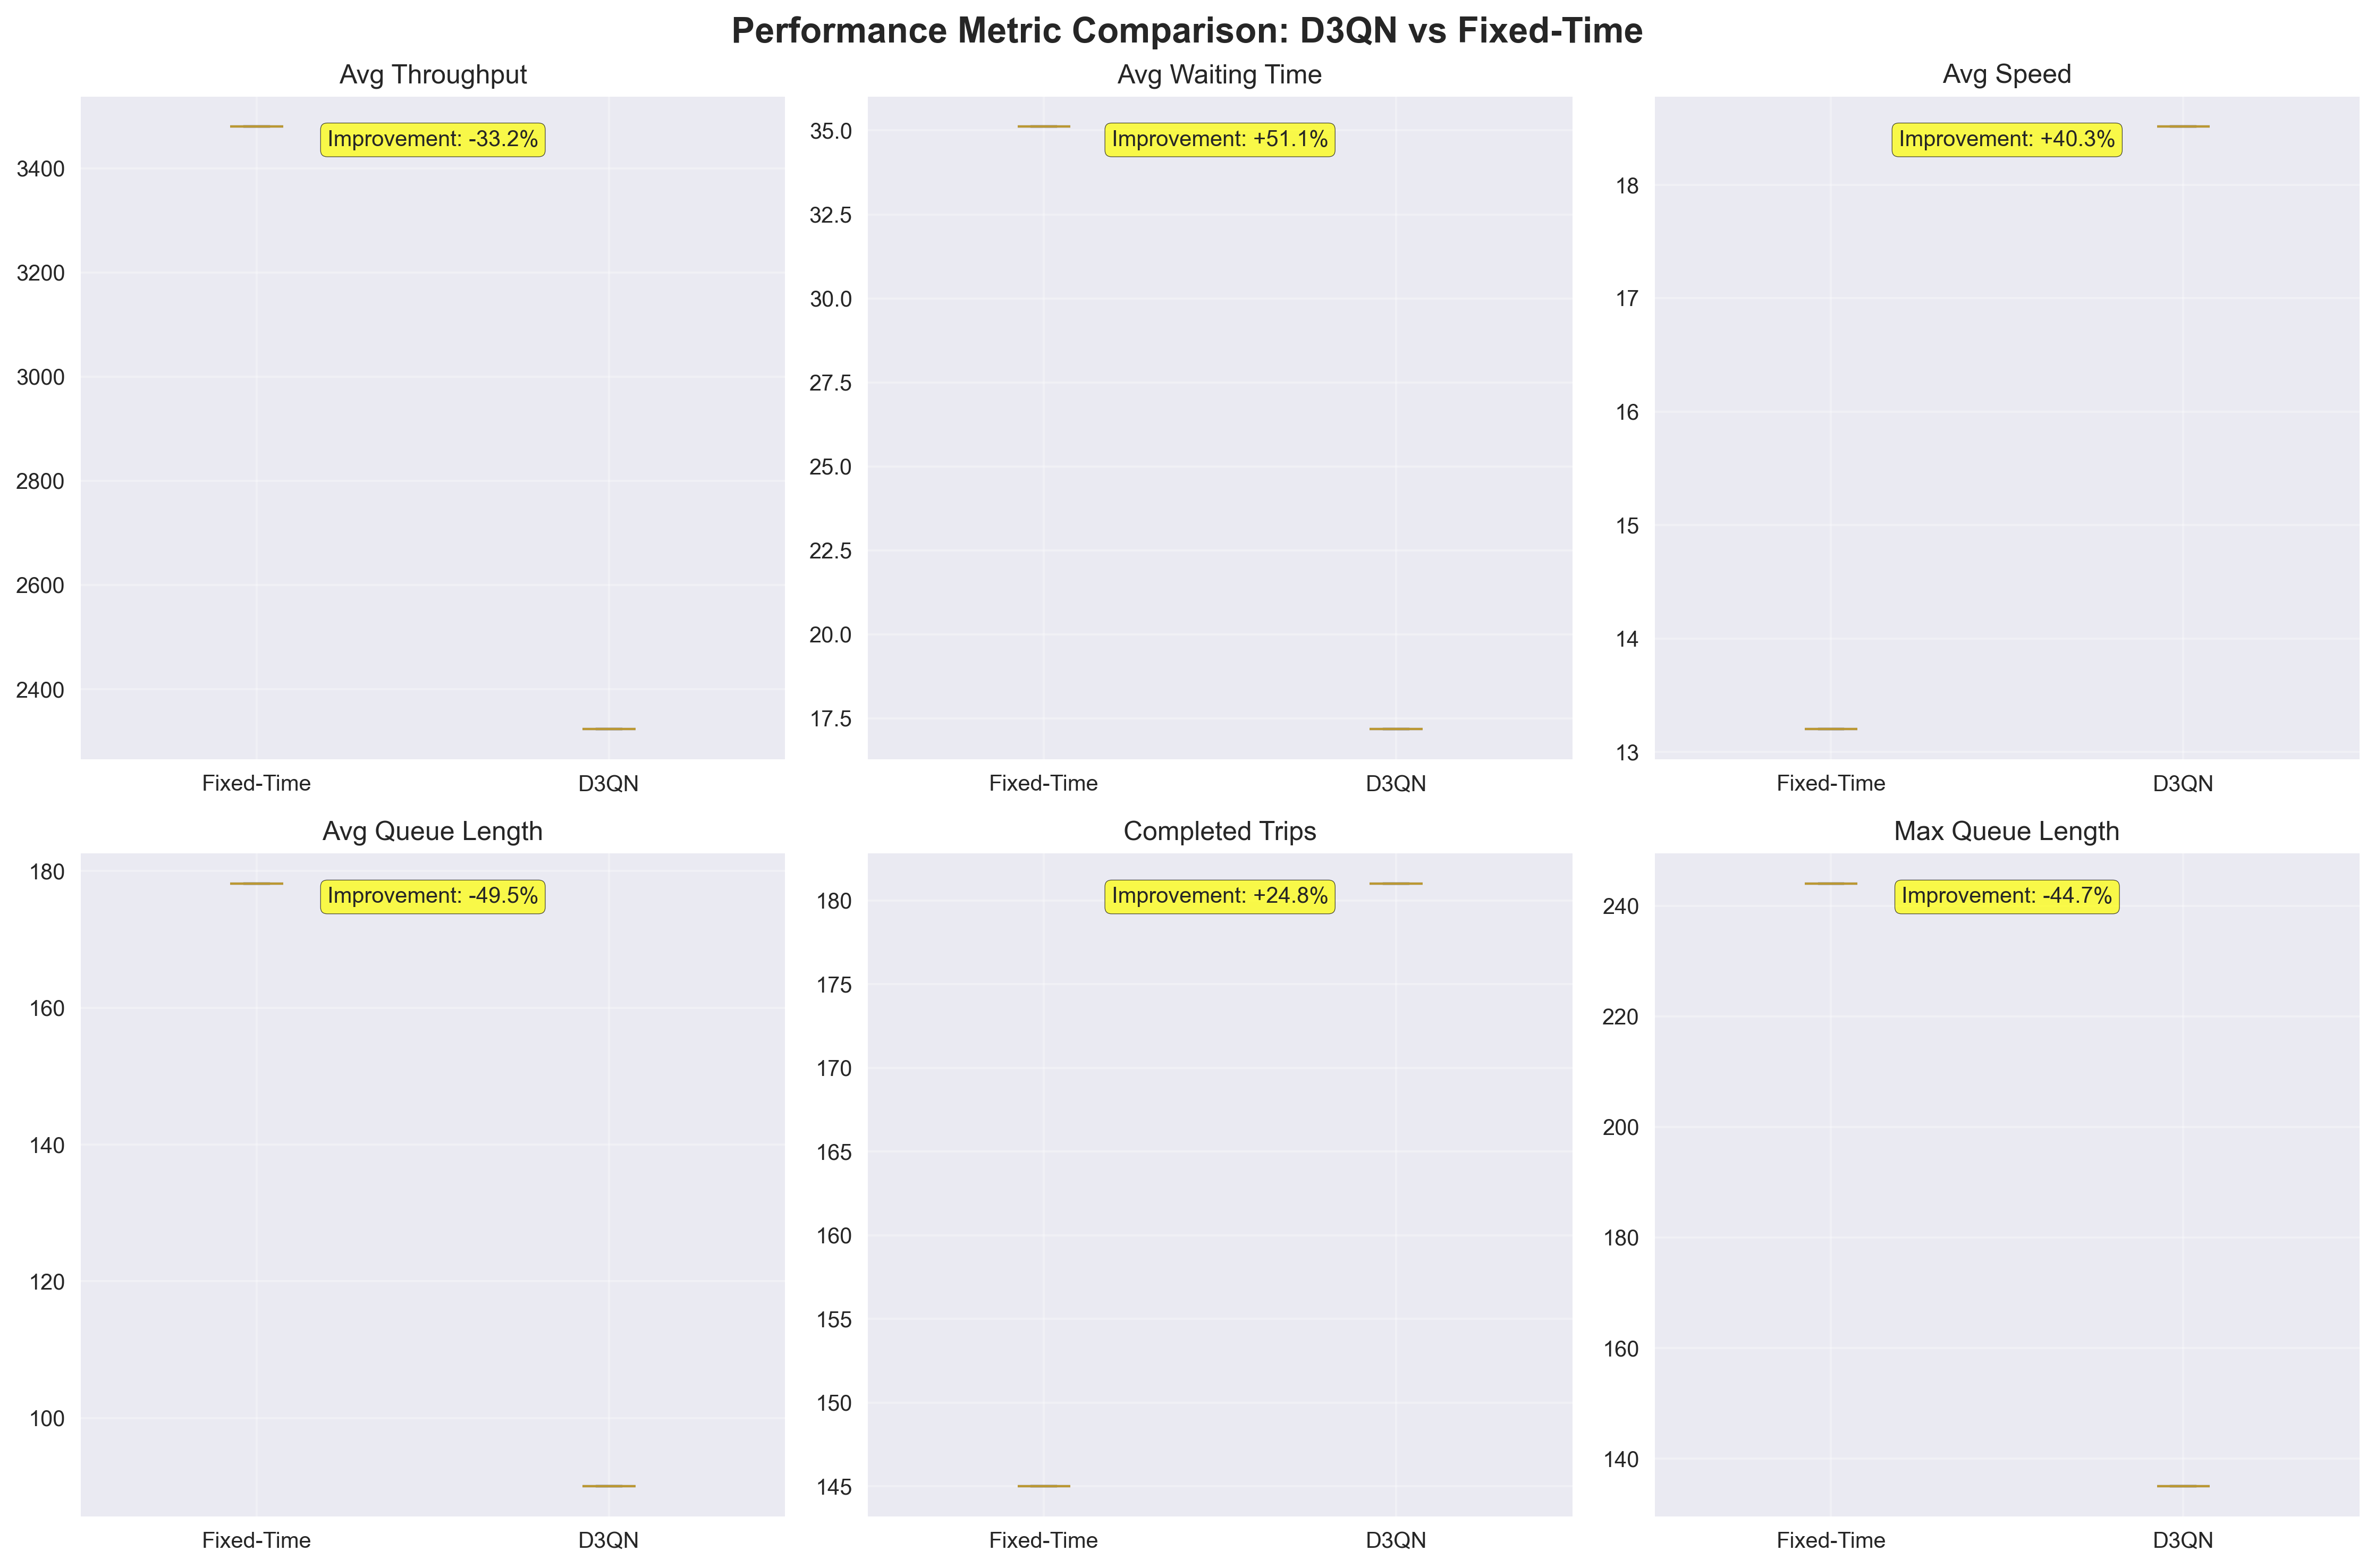 Performance Metric Comparison: D3QN vs Fixed-Time
Avg Throughput
Improvement: -33.2%
3400
3200
3000
2800
2600
2400
Fixed-Time
D3QN
Avg Waiting Time
Improvement: +51.1%
35.0
32.5
30.0
27.5
25.0
22.5
20.0
17.5
Fixed-Time
D3QN
Avg Speed
Improvement: +40.3%
18
17
16
15
14
13
Fixed-Time
D3QN
Avg Queue Length
Improvement: -49.5%
180
160
140
120
100
Fixed-Time
D3QN
Completed Trips
Improvement: +24.8%
180
175
170
165
160
155
150
145
Fixed-Time
D3QN
Max Queue Length
Improvement: -44.7%
240
220
200
180
160
140
Fixed-Time
D3QN